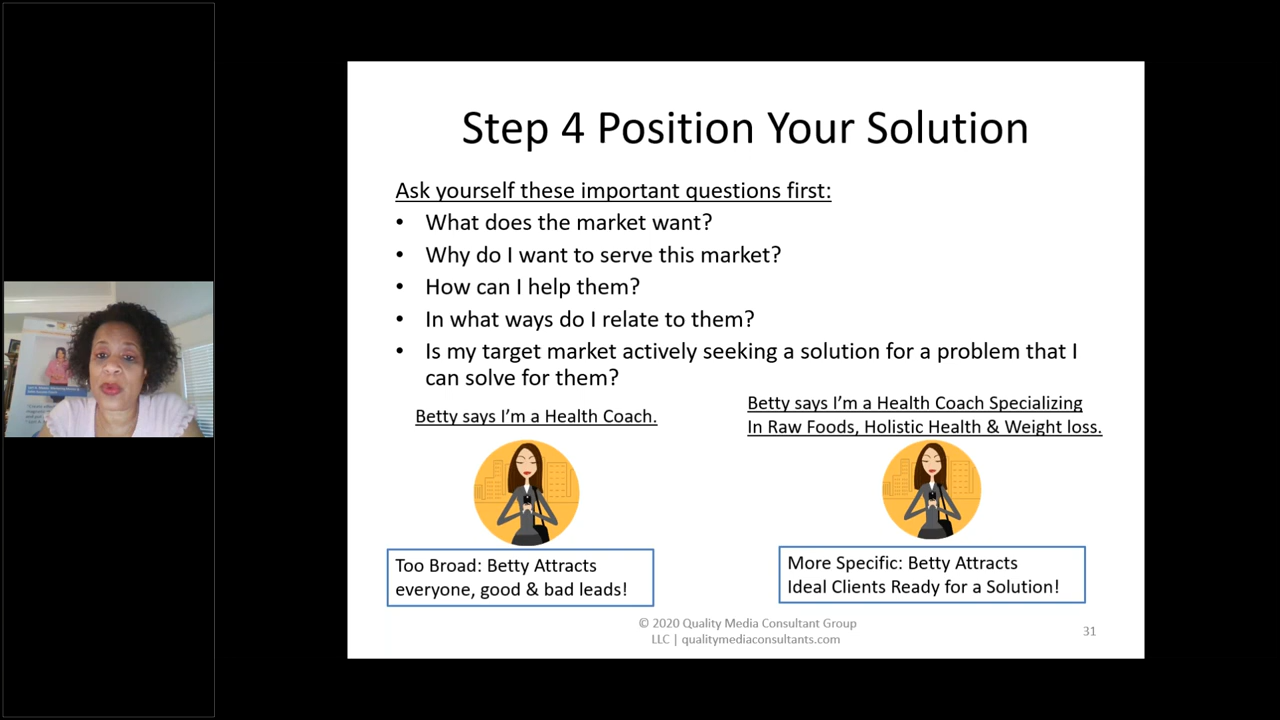 Step 4 Position Your Solution
Ask yourself these important questions first:
• What does the market want?
• Why do I want to serve this market?
• How can I help them?
• In what ways do I relate to them?
• Is my target market actively seeking a solution for a problem that I
can solve for them?
Betty says I’m a Health Coach.
Betty says I’m a Health Coach Specializing
In Raw Foods, Holistic Health & Weight loss.
Too Broad: Betty Attracts
everyone, good & bad leads!
More Specific: Betty Attracts
Ideal Clients Ready for a Solution!
© 2020 Quality Media Consultant Group
LLC | qualitymediaconsultants.com
31